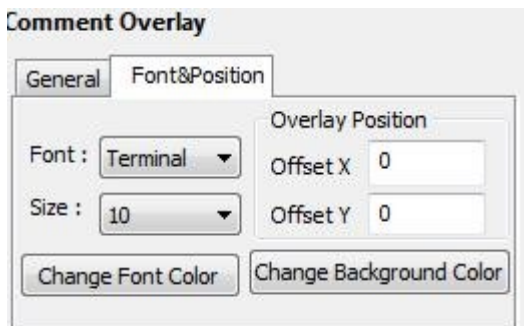 Comment Overlay
General Font&Position
Overlay Position
Font : Terminal Offset X 0
Size : 10 Offset Y 0
Change Font Color Change Background Color